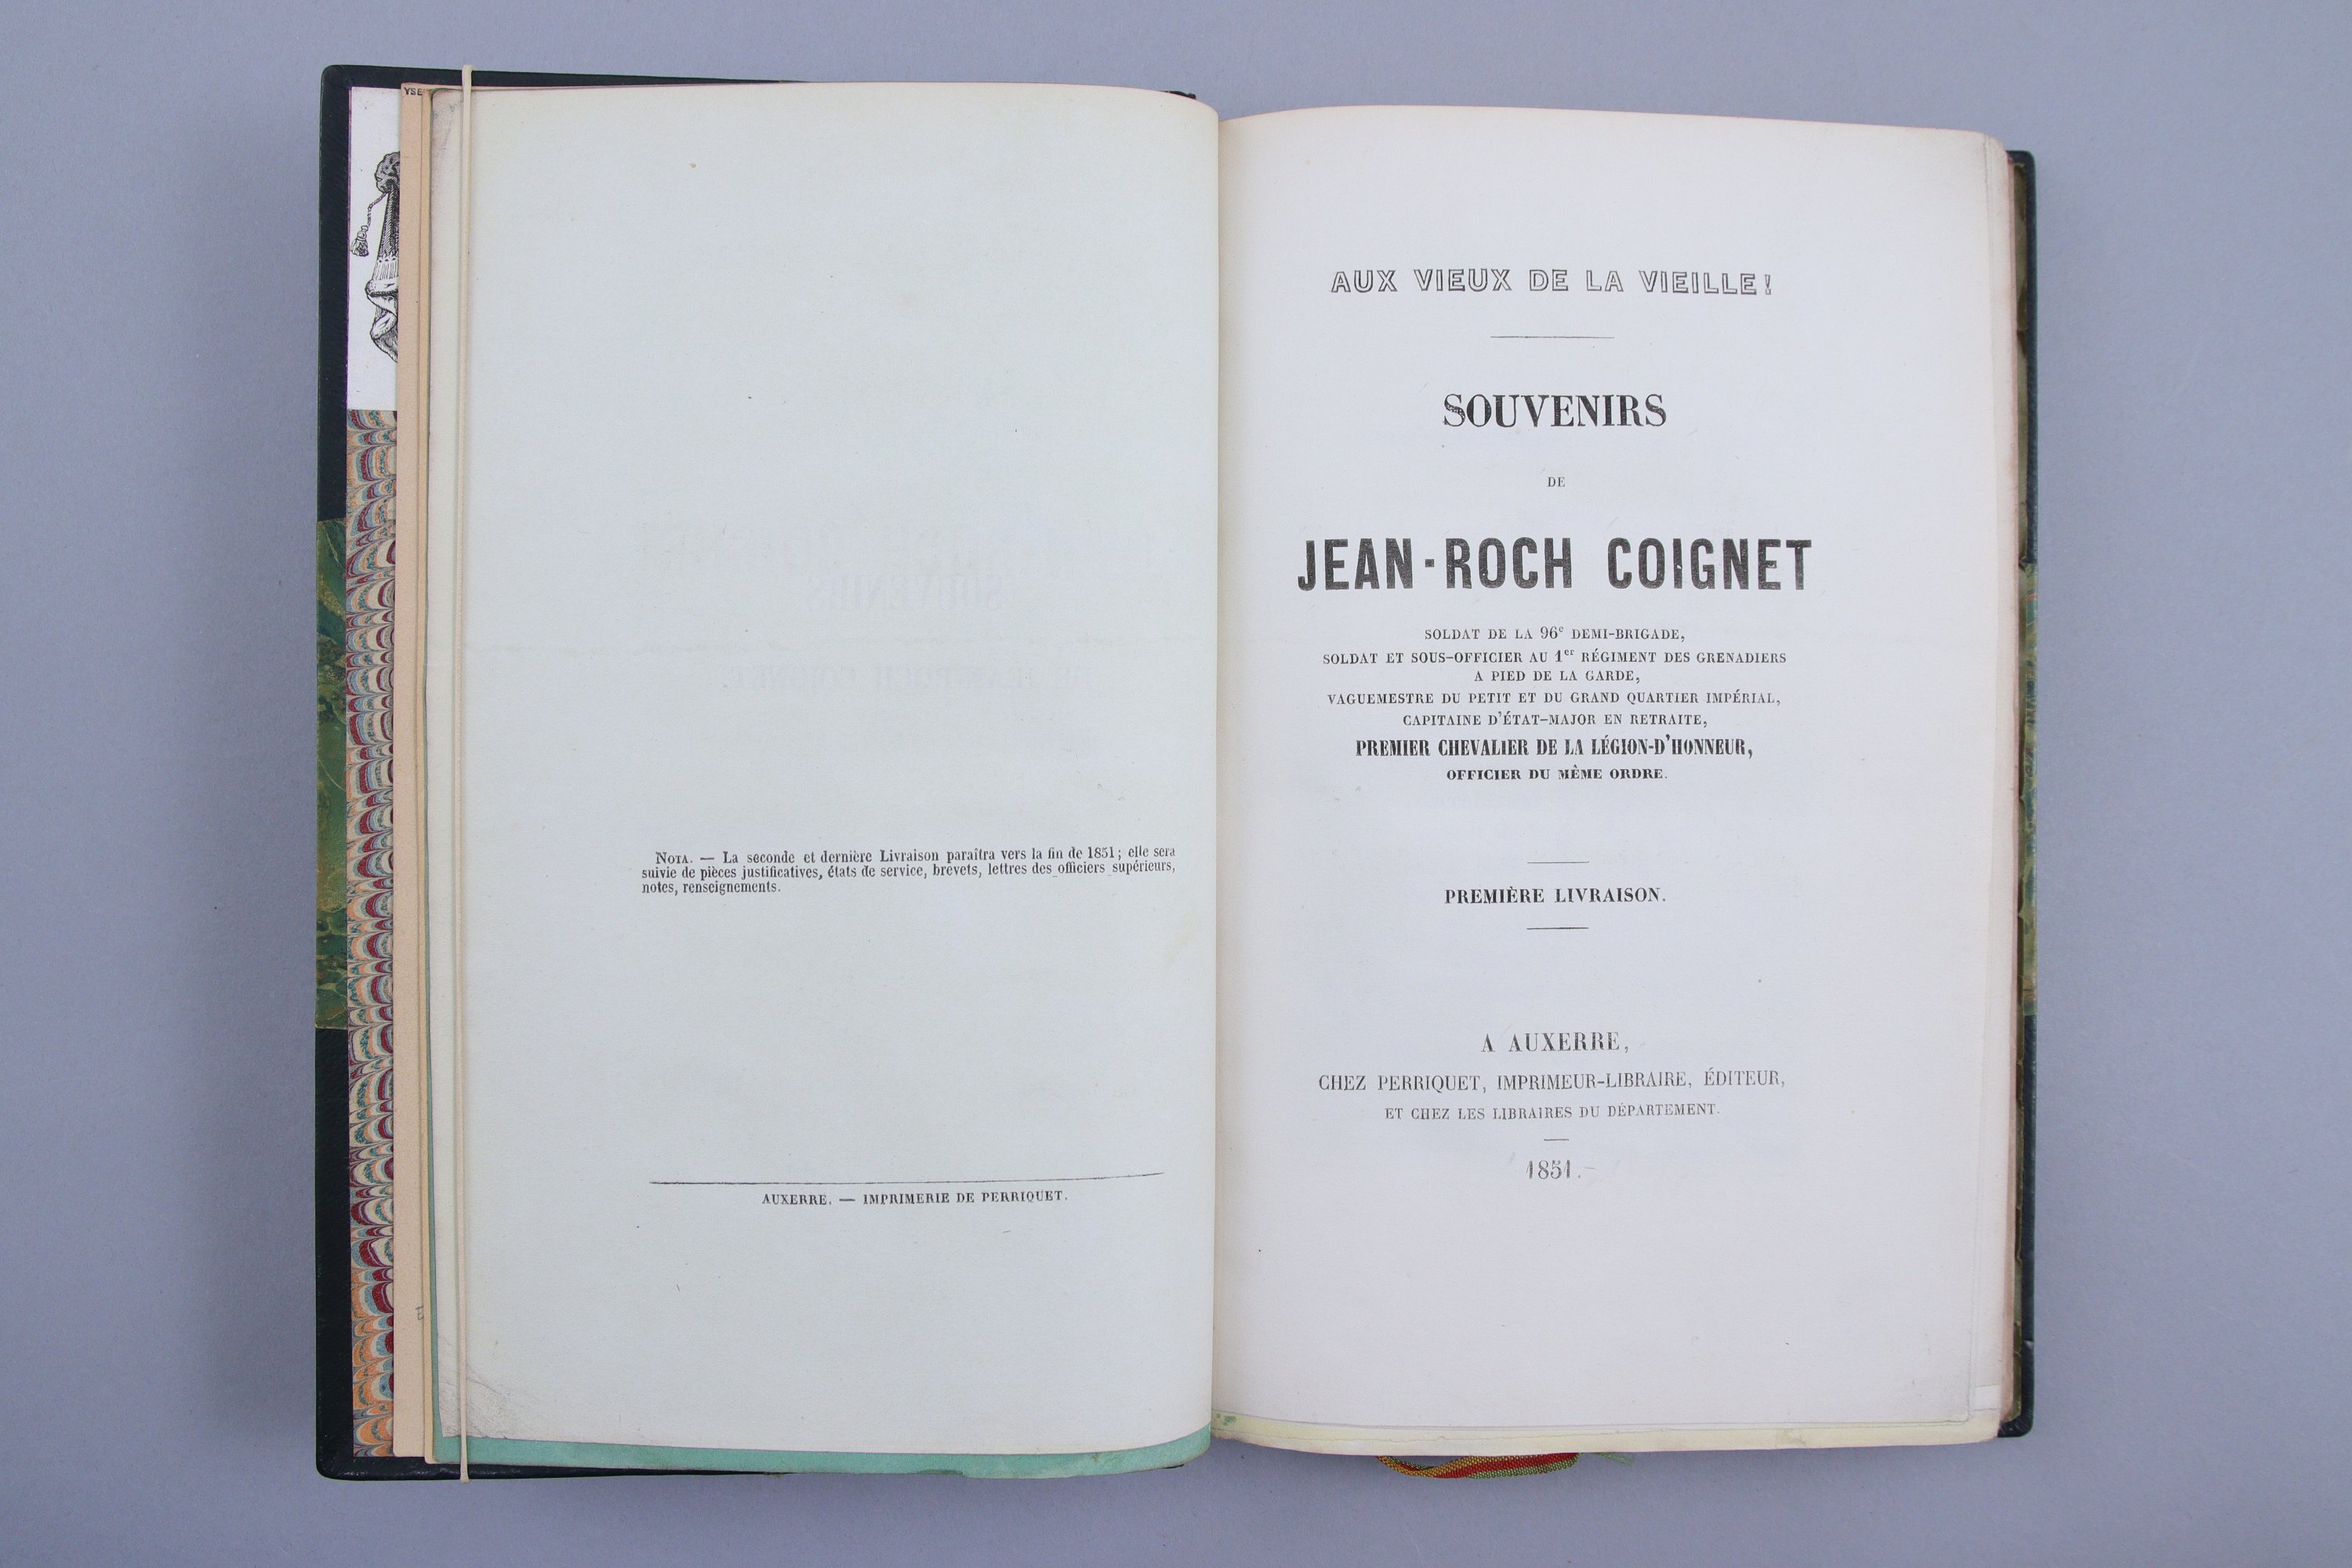 YSE
NOTA. — La seconde et dernière Livraison paraîtra vers la fin de 1851; elle sera
suivie de pièces justificatives, états de service, brevets, lettres des officiers supérieurs,
notes, renseignements.
AUXERRE. — IMPRIMERIE DE PERRIQUET.
AUX VIEUX DE LA VIEILLE!
SOUVENIRS
DE
JEAN-ROCH COIGNET
SOLDAT DE LA 96e DEMI-BRIGADE,
SOLDAT ET SOUS-OFFICIER AU 1er RÉGIMENT DES GRENADIERS
A PIED DE LA GARDE,
VAGUEMESTRE DU PETIT ET DU GRAND QUARTIER IMPÉRIAL,
CAPITAINE D'ÉTAT-MAJOR EN RETRAITE,
PREMIER CHEVALIER DE LA LÉGION-D'HONNEUR,
OFFICIER DU MÊME ORDRE.
PREMIÈRE LIVRAISON.
A AUXERRE,
CHEZ PERRIQUET, IMPRIMEUR-LIBRAIRE, ÉDITEUR,
ET CHEZ LES LIBRAIRES DU DÉPARTEMENT.
1851.